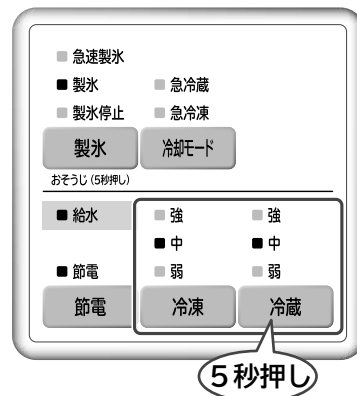 急速製氷
製氷 急冷蔵
製氷停止 急冷凍
製氷 冷却モード
おそうじ(5秒押し)
給水 強 強
中 中
節電 弱 弱
節電 冷凍 冷蔵
5秒押し